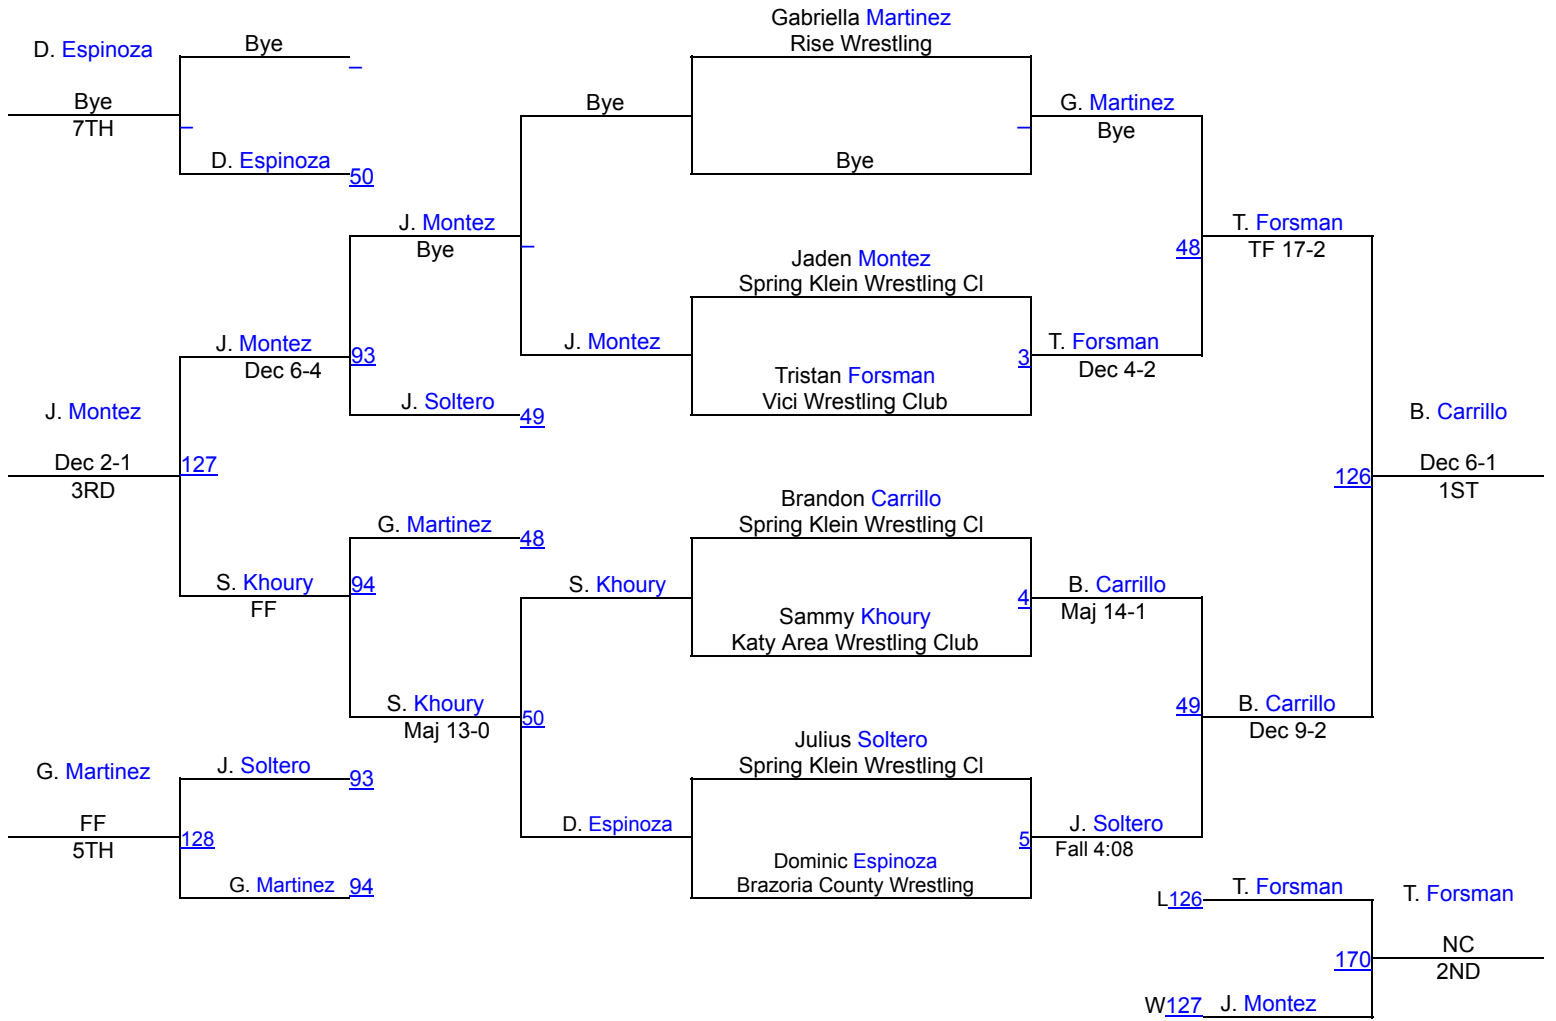 Gabriella Martinez
Rise Wrestling
D. Espinoza
Bye
–
Bye
7TH
–
Bye
G. Martinez
Bye
–
D. Espinoza
50
Bye
J. Montez
Bye
–
T. Forsman
TF 17-2
48
Jaden Montez
Spring Klein Wrestling Cl
J. Montez
Dec 6-4
93
J. Montez
3
T. Forsman
Dec 4-2
Tristan Forsman
Vici Wrestling Club
J. Soltero
49
J. Montez
Dec 2-1
3RD
127
B. Carrillo
Dec 6-1
1ST
126
Brandon Carrillo
Spring Klein Wrestling Cl
G. Martinez
48
S. Khoury
FF
94
S. Khoury
4
B. Carrillo
Maj 14-1
Sammy Khoury
Katy Area Wrestling Club
S. Khoury
Maj 13-0
50
49
B. Carrillo
Dec 9-2
Julius Soltero
Spring Klein Wrestling Cl
G. Martinez
J. Soltero
93
FF
5TH
128
D. Espinoza
5
J. Soltero
Fall 4:08
Dominic Espinoza
Brazoria County Wrestling
G. Martinez
94
L126
T. Forsman
T. Forsman
NC
2ND
170
W127
J. Montez